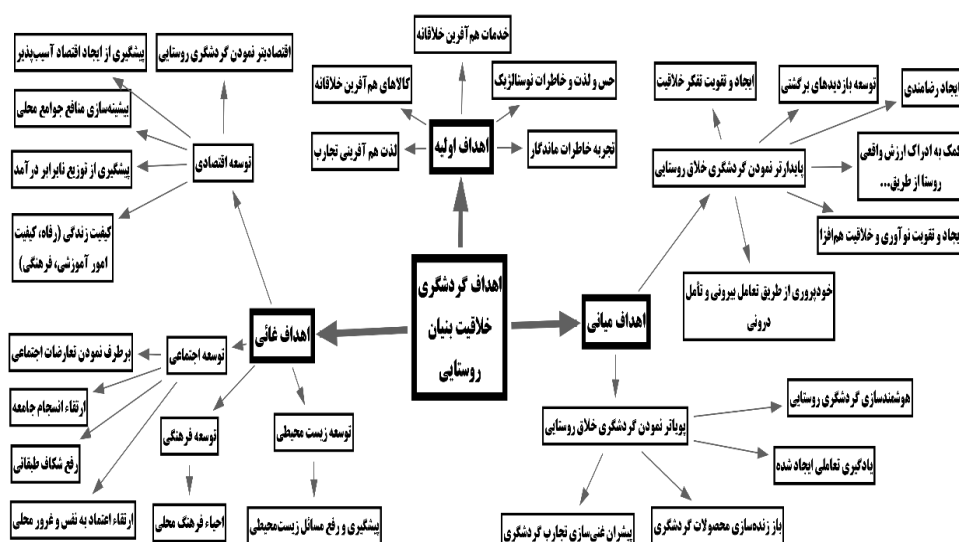 خدمات هم‌آفرین خلاقانه
پیشگیری از ایجاد اقتصاد آسیب‌پذیر
اقتصادیتر نمودن گردشگری روستایی
کالاهای هم‌آفرین خلاقانه
حس و لذت و خاطرات نوستالژیک
ایجاد و تقویت تفکر خلاقیت
توسعه بازدیدهای برگشتی
ایجاد رضامندی
بیشینه‌سازی منافع جوامع محلی
اهداف اولیه
لذت هم آفرینی تجارب
تجربه خاطرات ماندگار
توسعه اقتصادی
پیشگیری از توزیع نابرابر درآمد
پایدارتر نمودن گردشگری خلاق روستایی
کمک به ادراک ارزش واقعی
روستا از طریق...
کیفیت زندگی (رفاه، کیفیت
امور آموزشی، فرهنگی)
ایجاد و تقویت نوآوری و خلاقیت هم‌افزا
خودپروری از طریق تعامل بیرونی و تأمل
درونی
اهداف گردشگری
خلاقیت بنیان
روستایی
اهداف میانی
اهداف غائی
توسعه اجتماعی
برطرف نمودن تعارضات اجتماعی
ارتقاء انسجام جامعه
رفع شکاف طبقاتی
ارتقاء اعتماد به نفس و غرور محلی
توسعه فرهنگی
احیاء فرهنگ محلی
توسعه زیست محیطی
پیشگیری و رفع مسائل زیست‌محیطی
پویاتر نمودن گردشگری خلاق روستایی
هوشمندسازی گردشگری روستایی
یادگیری تعاملی ایجاد شده
باز زنده‌سازی محصولات گردشگری
پیشران غنی‌سازی تجارب گردشگری